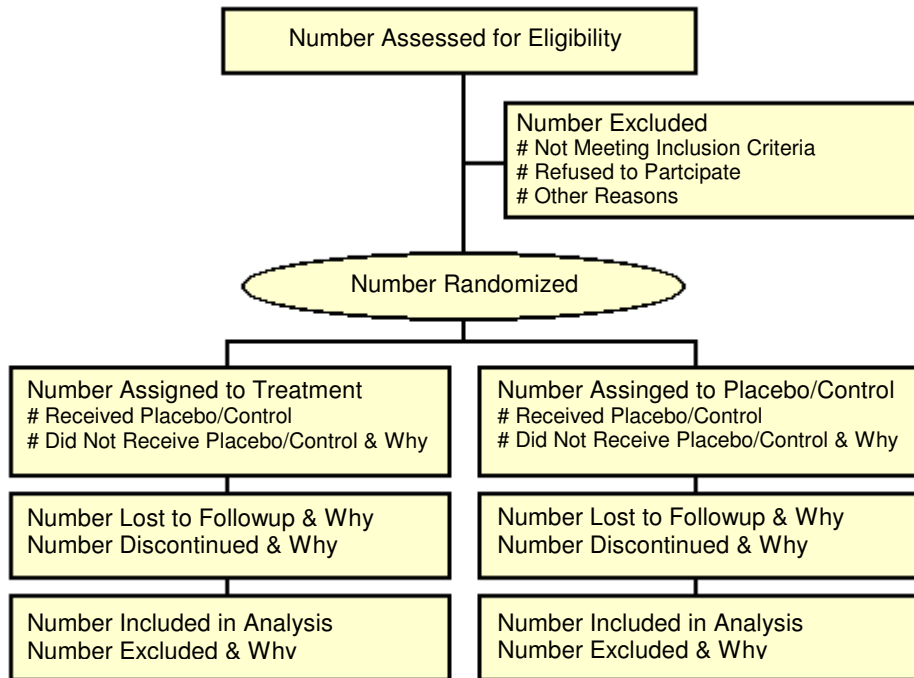 Number Assessed for Eligibility
Number Excluded
# Not Meeting Inclusion Criteria
# Refused to Partcipate
# Other Reasons
Number Randomized
Number Assigned to Treatment
# Received Placebo/Control
# Did Not Receive Placebo/Control & Why
Number Assinged to Placebo/Control
# Received Placebo/Control
# Did Not Receive Placebo/Control & Why
Number Lost to Followup & Why
Number Discontinued & Why
Number Lost to Followup & Why
Number Discontinued & Why
Number Included in Analysis
Number Excluded & Why
Number Included in Analysis
Number Excluded & Why